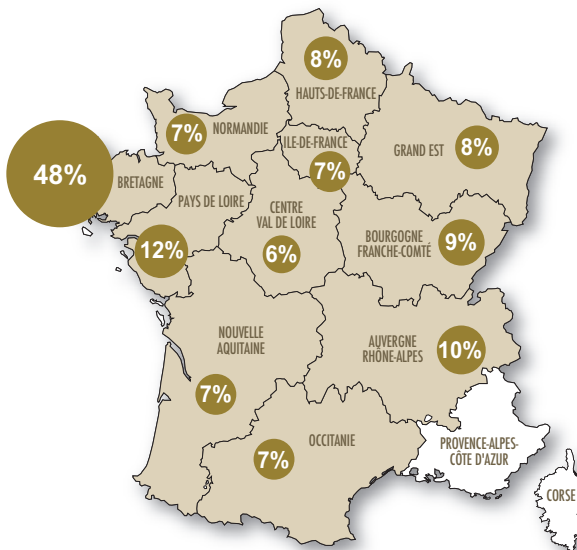 8%
HAUTS-DE-FRANCE
7%
NORMANDIE
ILE-DE-FRANCE
7%
GRAND EST
8%
48%
BRETAGNE
PAYS DE LOIRE
12%
CENTRE
VAL DE LOIRE
6%
BOURGOGNE
FRANCHE-COMTÉ
9%
NOUVELLE
AQUITAINE
7%
AUVERGNE
RHÔNE-ALPES
10%
OCCITANIE
7%
PROVENCE-ALPES-
CÔTE D'AZUR
CORSE